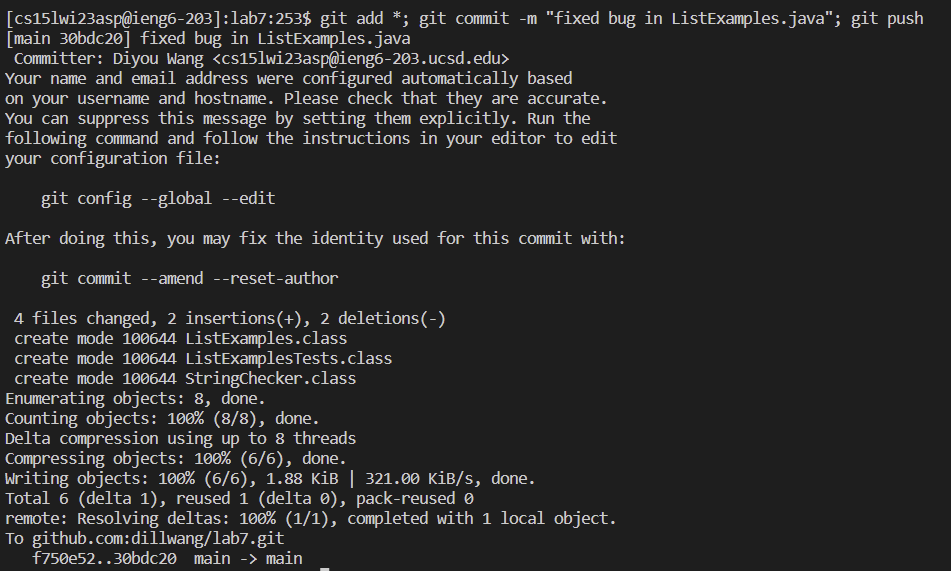 [cs15lwi23asp@ieng6-203]:lab7:253$ git add *; git commit -m "fixed bug in ListExamples.java"; git push
[main 30bdc20] fixed bug in ListExamples.java
 Committer: Diyou Wang <cs15lwi23asp@ieng6-203.ucsd.edu>
Your name and email address were configured automatically based
on your username and hostname. Please check that they are accurate.
You can suppress this message by setting them explicitly. Run the
following command and follow the instructions in your editor to edit
your configuration file:

    git config --global --edit

After doing this, you may fix the identity used for this commit with:

    git commit --amend --reset-author

 4 files changed, 2 insertions(+), 2 deletions(-)
 create mode 100644 ListExamples.class
 create mode 100644 ListExamplesTests.class
 create mode 100644 StringChecker.class
Enumerating objects: 8, done.
Counting objects: 100% (8/8), done.
Delta compression using up to 8 threads
Compressing objects: 100% (6/6), done.
Writing objects: 100% (6/6), 1.88 KiB | 321.00 KiB/s, done.
Total 6 (delta 1), reused 1 (delta 0), pack-reused 0
remote: Resolving deltas: 100% (1/1), completed with 1 local object.
To github.com:dillwang/lab7.git
   f750e52..30bdc20  main -> main